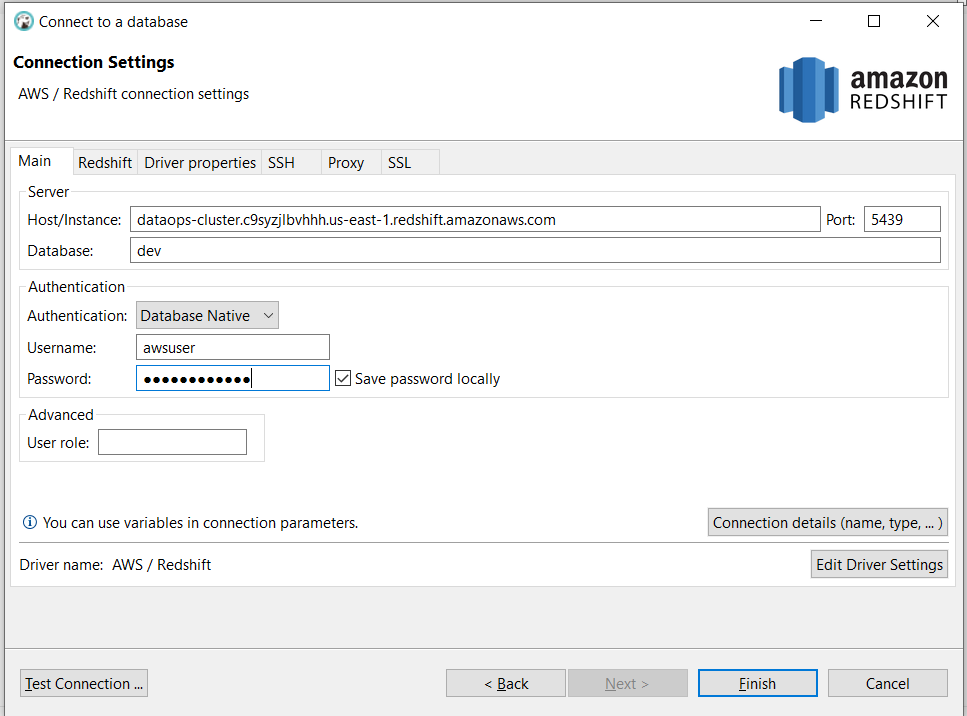 Connect to a database
Connection Settings
AWS / Redshift connection settings
amazon
REDSHIFT
Main Redshift Driver properties SSH Proxy SSL
Server
Host/Instance: dataops-cluster.c9syzjlbvhhh.us-east-1.redshift.amazonaws.com Port: 5439
Database: dev
Authentication
Authentication: Database Native
Username: awsuser
Password: ●●●●●●●●●●●● Save password locally
Advanced
User role:
You can use variables in connection parameters. Connection details (name, type, ... )
Driver name: AWS / Redshift Edit Driver Settings
Test Connection ... < Back Next > Finish Cancel